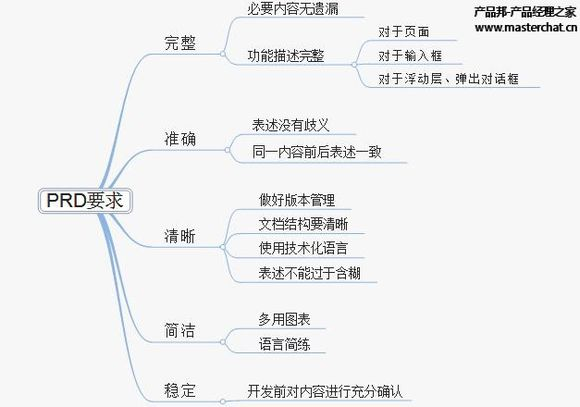 产品邦-产品经理之家
www.masterchat.cn
PRD要求
完整
必要内容无遗漏
功能描述完整
对于页面
对于输入框
对于浮动层、弹出对话框
准确
表述没有歧义
同一内容前后表述一致
清晰
做好版本管理
文档结构要清晰
使用技术化语言
表述不能过于含糊
简洁
多用图表
语言简练
稳定
开发前对内容进行充分确认